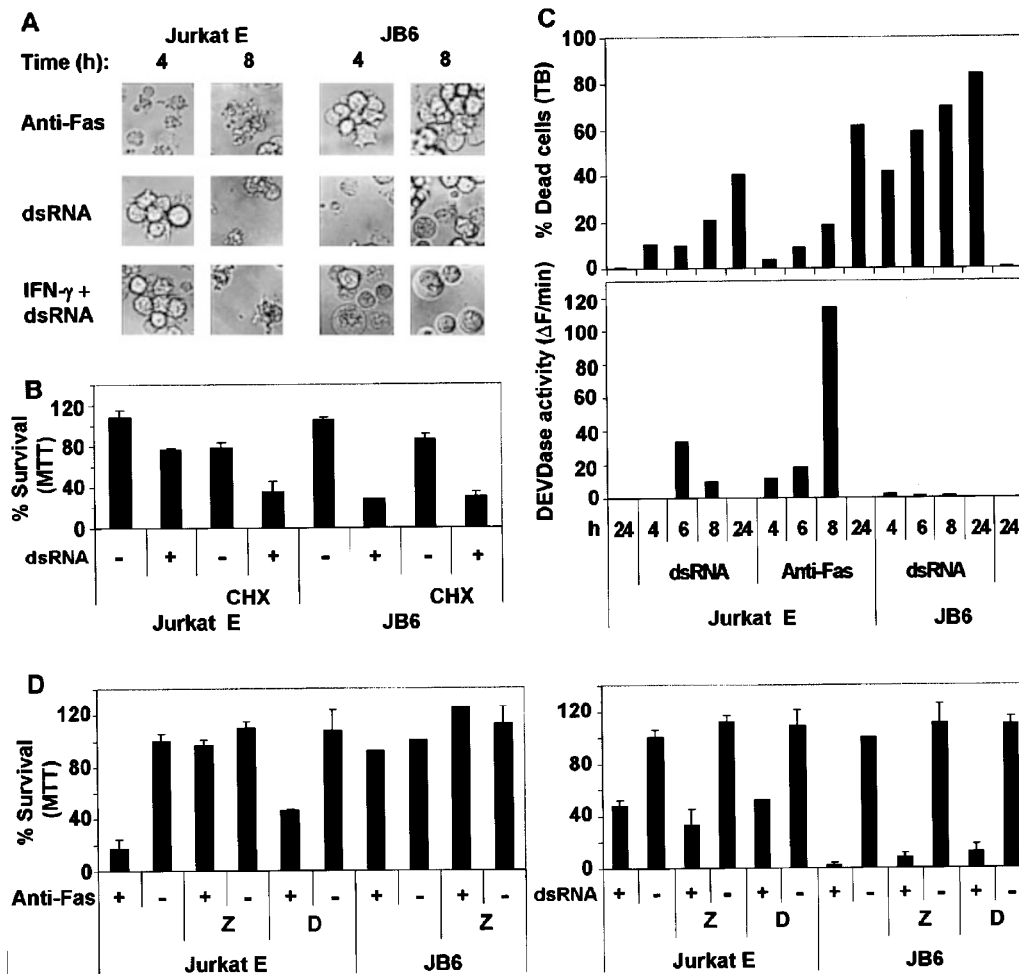 A
Jurkat E JB6
Time (h): 4 8 4 8
Anti-Fas
dsRNA
IFN-γ +
dsRNA
B
% Survival
(MTT)
120
80
40
0
dsRNA - + - + - + - +
CHX CHX
Jurkat E JB6
C
% Dead cells (TB)
100
80
60
40
20
0
DEVDase activity (ΔF/min)
120
100
80
60
40
20
0
h 24 4 6 8 24 4 6 8 24 4 6 8 24 24
dsRNA Anti-Fas dsRNA
Jurkat E JB6
D
% Survival
(MTT)
120
80
40
0
Anti-Fas + - + - + - + - + -
Z D Z
Jurkat E JB6
120
80
40
0
dsRNA + - + - + - + - + - + -
Z D Z D
Jurkat E JB6